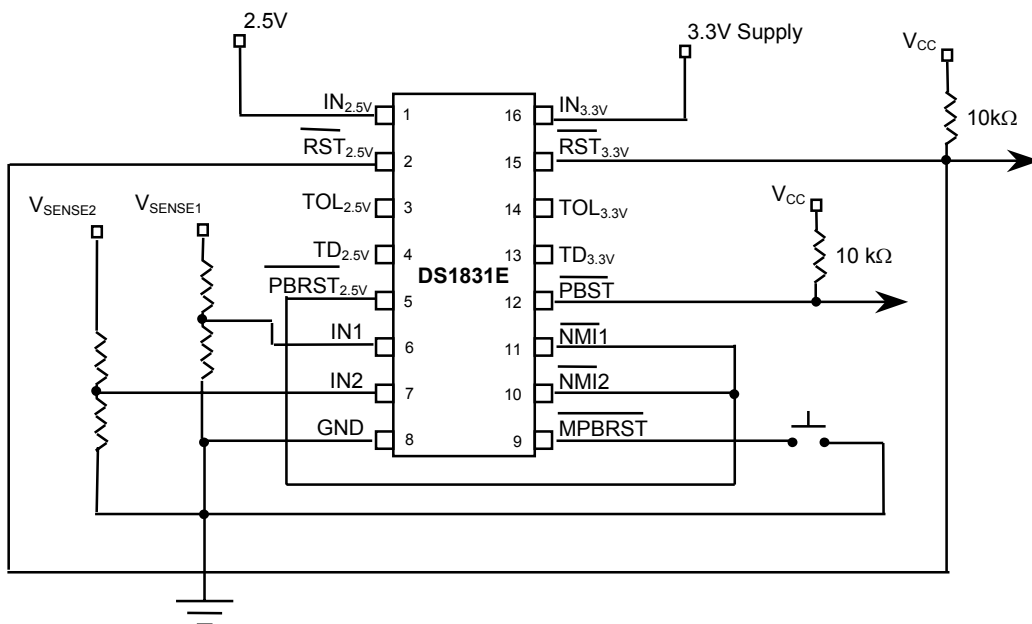 2.5V
3.3V Supply
VCC
10kΩ
IN2.5V
1
16
IN3.3V
RST2.5V
2
15
RST3.3V
VSENSE2
VSENSE1
TOL2.5V
3
14
TOL3.3V
VCC
10 kΩ
TD2.5V
4
13
TD3.3V
DS1831E
PBRST2.5V
5
12
PBST
IN1
6
11
NMI1
IN2
7
10
NMI2
GND
8
9
MPBRST